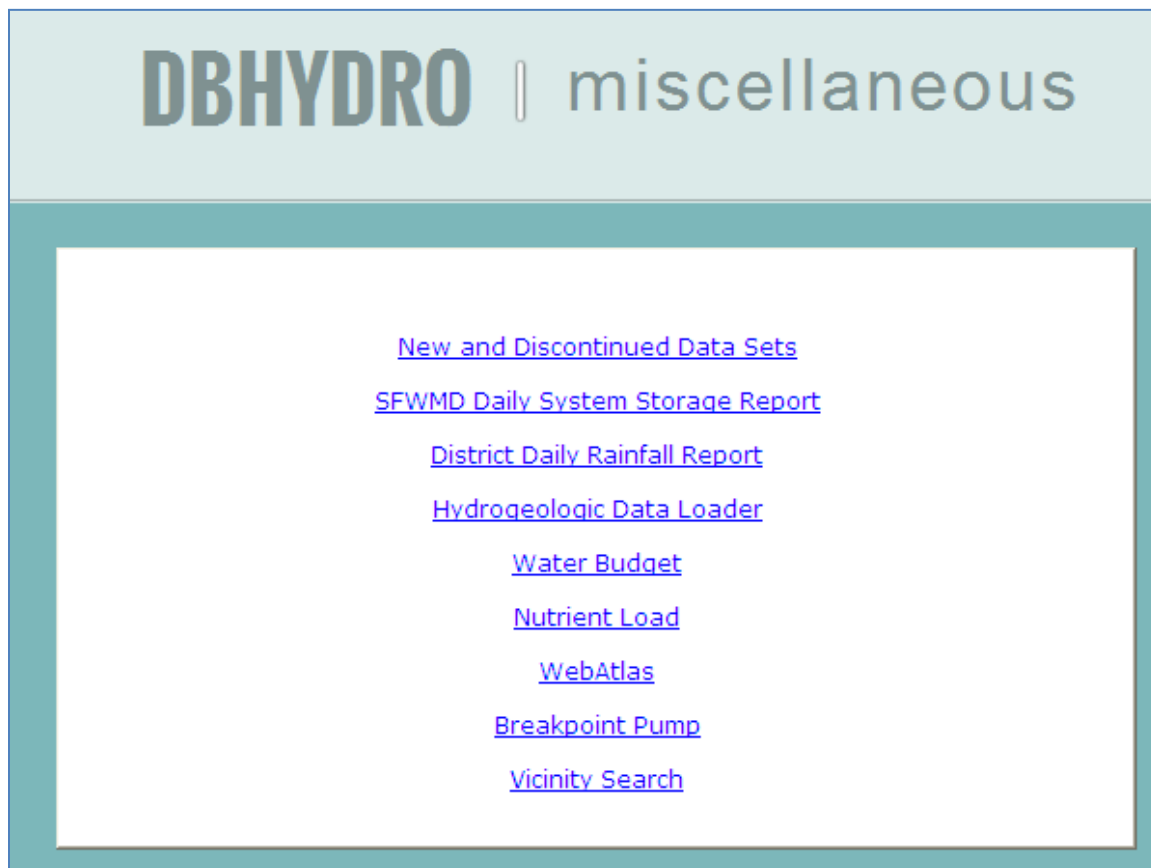 DBHYDRO | miscellaneous
New and Discontinued Data Sets
SFWMD Daily System Storage Report
District Daily Rainfall Report
Hydrogeologic Data Loader
Water Budget
Nutrient Load
WebAtlas
Breakpoint Pump
Vicinity Search